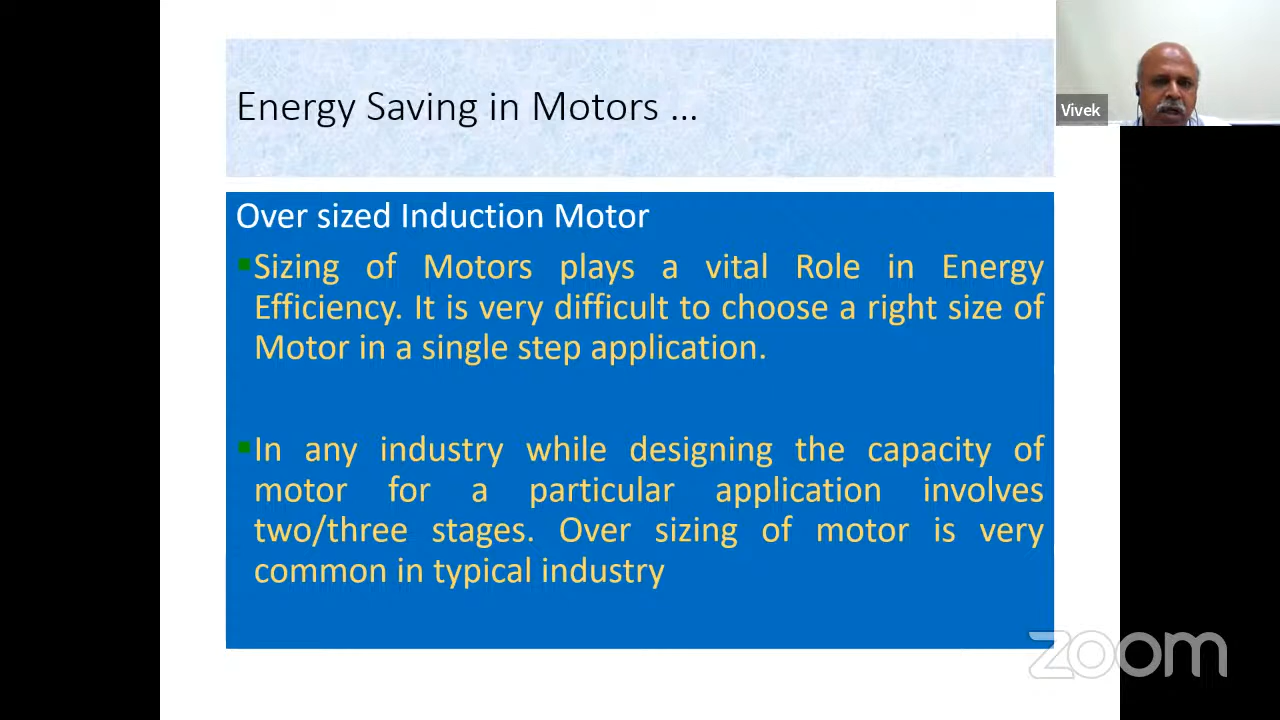 Energy Saving in Motors ...
Vivek
Over sized Induction Motor
Sizing of Motors plays a vital Role in Energy
Efficiency. It is very difficult to choose a right size of
Motor in a single step application.
In any industry while designing the capacity of
motor for a particular application involves
two/three stages. Over sizing of motor is very
common in typical industry
zoom